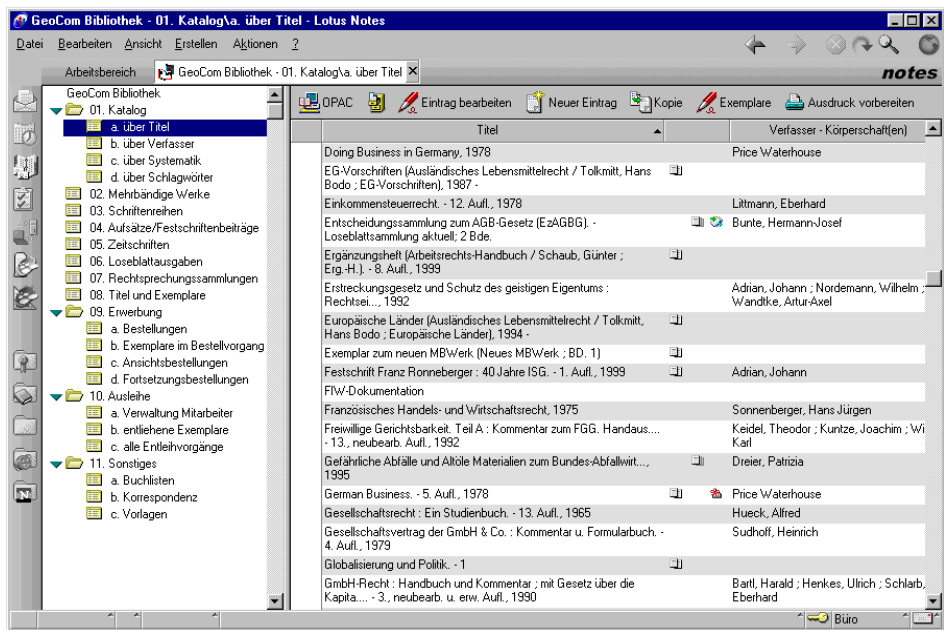 GeoCom Bibliothek - 01. Katalog\a. über Titel - Lotus Notes
Datei Bearbeiten Ansicht Erstellen Aktionen ?
Arbeitsbereich GeoCom Bibliothek - 01. Katalog\a. über Titel
notes
GeoCom Bibliothek
01. Katalog
a. über Titel
b. über Verfasser
c. über Systematik
d. über Schlagwörter
02. Mehrbändige Werke
03. Schriftenreihen
04. Aufsätze/Festschriftenbeiträge
05. Zeitschriften
06. Loseblattausgaben
07. Rechtsprechungssammlungen
08. Titel und Exemplare
09. Erwerbung
a. Bestellungen
b. Exemplare im Bestellvorgang
c. Ansichtsbestellungen
d. Fortsetzungsbestellungen
10. Ausleihe
a. Verwaltung Mitarbeiter
b. entliehene Exemplare
c. alle Entleihvorgänge
11. Sonstiges
a. Buchlisten
b. Korrespondenz
c. Vorlagen
OPAC Eintrag bearbeiten Neuer Eintrag Kopie Exemplare Ausdruck vorbereiten
Titel Verfasser - Körperschaft(en)
Doing Business in Germany, 1978 Price Waterhouse
EG-Vorschriften (Ausländisches Lebensmittelrecht / Tolkmitt, Hans
Bodo ; EG-Vorschriften), 1987 -
Einkommensteuerrecht. - 12. Aufl., 1978 Littmann, Eberhard
Entscheidungssammlung zum AGB-Gesetz (EzAGBG). - Bunte, Hermann-Josef
Loseblattsammlung aktuell; 2 Bde.
Ergänzungsheft (Arbeitsrechts-Handbuch / Schaub, Günter ;
Erg.-H.). - 8. Aufl., 1999
Erstreckungsgesetz und Schutz des geistigen Eigentums : Adrian, Johann ; Nordemann, Wilhelm ;
Rechtsei..., 1992 Wandtke, Artur-Axel
Europäische Länder (Ausländisches Lebensmittelrecht / Tolkmitt,
Hans Bodo ; Europäische Länder), 1994 -
Exemplar zum neuen MBWerk (Neues MBWerk ; BD. 1)
Festschrift Franz Ronneberger : 40 Jahre ISG. - 1. Aufl., 1999 Adrian, Johann
FIW-Dokumentation
Französisches Handels- und Wirtschaftsrecht, 1975 Sonnenberger, Hans Jürgen
Freiwillige Gerichtsbarkeit. Teil A : Kommentar zum FGG. Handaus.... Keidel, Theodor ; Kuntze, Joachim ; Wi
- 13., neubearb. Aufl., 1992 Karl
Gefährliche Abfälle und Altöle Materialien zum Bundes-Abfallwirt..., Dreier, Patrizia
1995
German Business. - 5. Aufl., 1978 Price Waterhouse
Gesellschaftsrecht : Ein Studienbuch. - 13. Aufl., 1965 Hueck, Alfred
Gesellschaftsvertrag der GmbH & Co. : Kommentar u. Formularbuch. - Sudhoff, Heinrich
4. Aufl., 1979
Globalisierung und Politik. - 1
GmbH-Recht : Handbuch und Kommentar ; mit Gesetz über die Bartl, Harald ; Henkes, Ulrich ; Schlarb,
Kapita.... - 3., neubearb. u. erw. Aufl., 1990 Eberhard
Büro